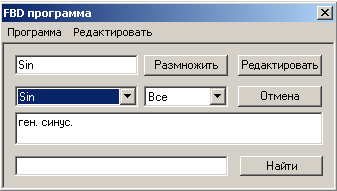 FBD программа
Программа Редактировать
Sin Размножить Редактировать
Sin Все Отмена
ген. синус.
Найти